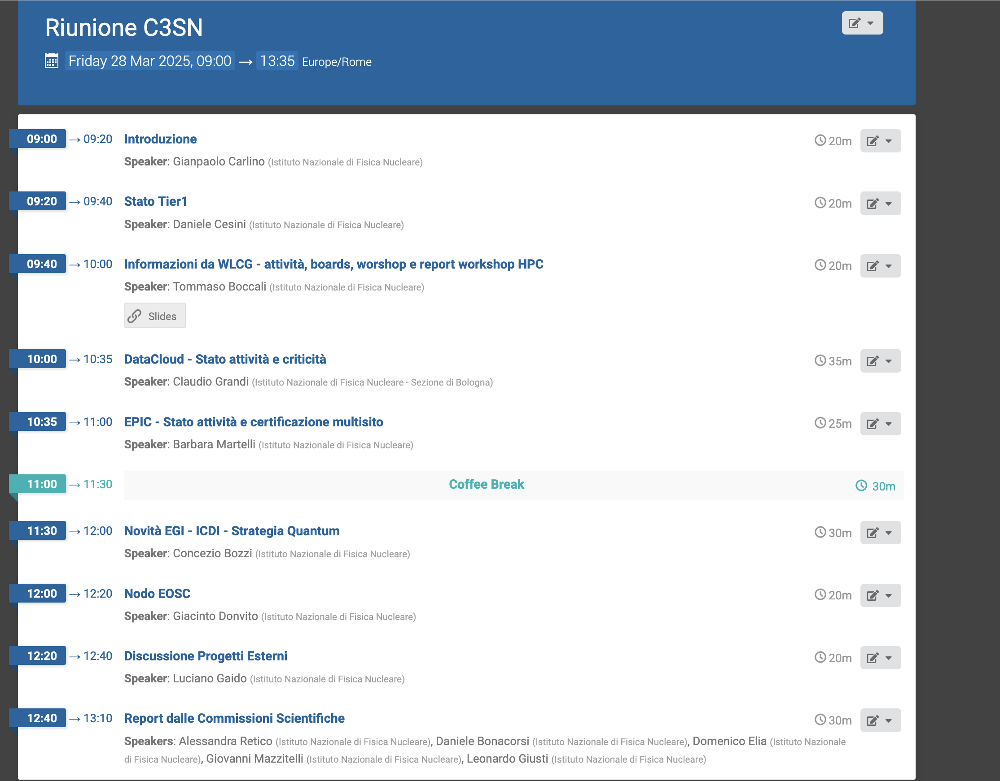 Riunione C3SN
Friday 28 Mar 2025, 09:00 → 13:35 Europe/Rome
09:00 → 09:20 Introduzione 20m
Speaker: Gianpaolo Carlino (Istituto Nazionale di Fisica Nucleare)
09:20 → 09:40 Stato Tier1 20m
Speaker: Daniele Cesini (Istituto Nazionale di Fisica Nucleare)
09:40 → 10:00 Informazioni da WLCG - attività, boards, worshop e report workshop HPC 20m
Speaker: Tommaso Boccali (Istituto Nazionale di Fisica Nucleare)
Slides
10:00 → 10:35 DataCloud - Stato attività e criticità 35m
Speaker: Claudio Grandi (Istituto Nazionale di Fisica Nucleare - Sezione di Bologna)
10:35 → 11:00 EPIC - Stato attività e certificazione multisito 25m
Speaker: Barbara Martelli (Istituto Nazionale di Fisica Nucleare)
11:00 → 11:30 Coffee Break 30m
11:30 → 12:00 Novità EGI - ICDI - Strategia Quantum 30m
Speaker: Concezio Bozzi (Istituto Nazionale di Fisica Nucleare)
12:00 → 12:20 Nodo EOSC 20m
Speaker: Giacinto Donvito (Istituto Nazionale di Fisica Nucleare)
12:20 → 12:40 Discussione Progetti Esterni 20m
Speaker: Luciano Gaido (Istituto Nazionale di Fisica Nucleare)
12:40 → 13:10 Report dalle Commissioni Scientifiche 30m
Speakers: Alessandra Retico (Istituto Nazionale di Fisica Nucleare), Daniele Bonacorsi (Istituto Nazionale di Fisica Nucleare), Domenico Elia (Istituto Nazionale
di Fisica Nucleare), Giovanni Mazzitelli (Istituto Nazionale di Fisica Nucleare), Leonardo Giusti (Istituto Nazionale di Fisica Nucleare)